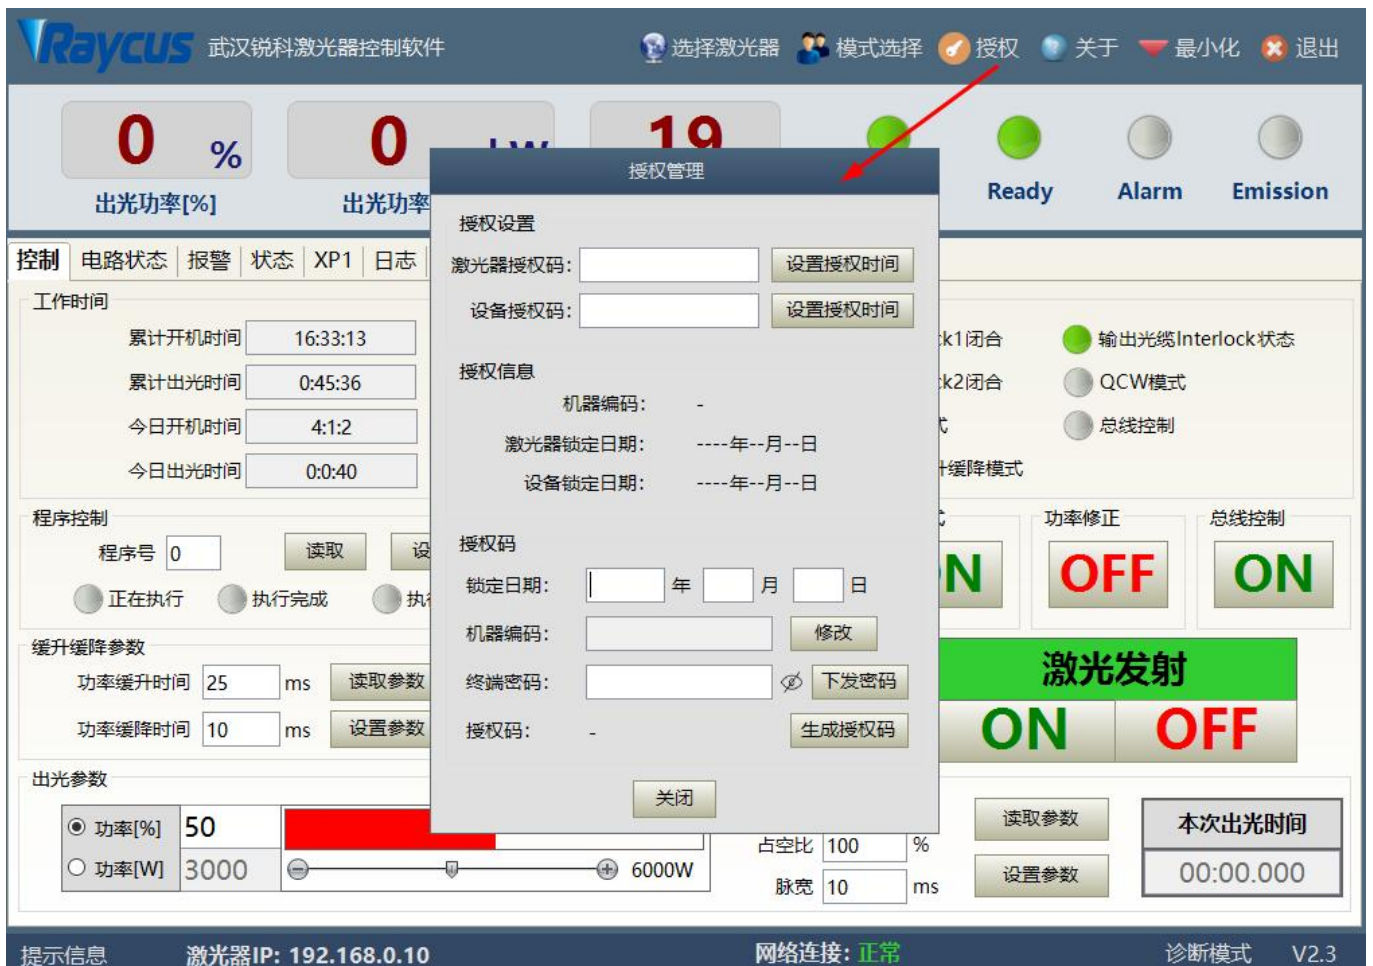 Raycus 武汉锐科激光器控制软件 选择激光器 模式选择 授权 关于 最小化 退出
0 % 0 19
出光功率[%] 出光功率 Ready Alarm Emission
授权管理
控制 电路状态 报警 状态 XP1 日志
授权设置
激光器授权码: 设置授权时间
设备授权码: 设置授权时间
授权信息
机器编码: -
激光器锁定日期: ----年--月--日
设备锁定日期: ----年--月--日
授权码
锁定日期: 年 月 日
机器编码: 修改
终端密码: 下发密码
授权码: - 生成授权码
关闭
工作时间
累计开机时间 16:33:13
累计出光时间 0:45:36
今日开机时间 4:1:2
今日出光时间 0:0:40
k1闭合 输出光缆Interlock状态
k2闭合 QCW模式
总线控制
缓降模式
程序控制
程序号 0 读取 设
正在执行 执行完成 执
功率修正 总线控制
N OFF ON
缓升缓降参数
功率缓升时间 25 ms 读取参数
功率缓降时间 10 ms 设置参数
激光发射
ON OFF
出光参数
功率[%] 50
功率[W] 3000 6000W
占空比 100 %
脉宽 10 ms
读取参数
设置参数
本次出光时间
00:00.000
提示信息 激光器IP: 192.168.0.10 网络连接: 正常 诊断模式 V2.3